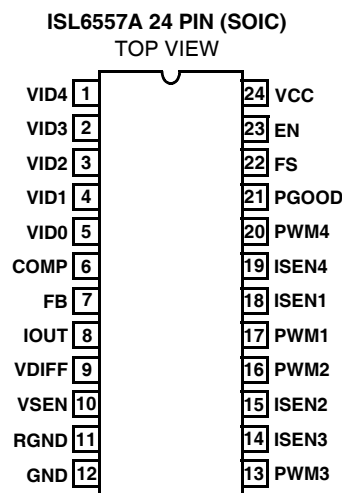 ISL6557A 24 PIN (SOIC)
TOP VIEW
VID4 1 24 VCC
VID3 2 23 EN
VID2 3 22 FS
VID1 4 21 PGOOD
VID0 5 20 PWM4
COMP 6 19 ISEN4
FB 7 18 ISEN1
IOUT 8 17 PWM1
VDIFF 9 16 PWM2
VSEN 10 15 ISEN2
RGND 11 14 ISEN3
GND 12 13 PWM3